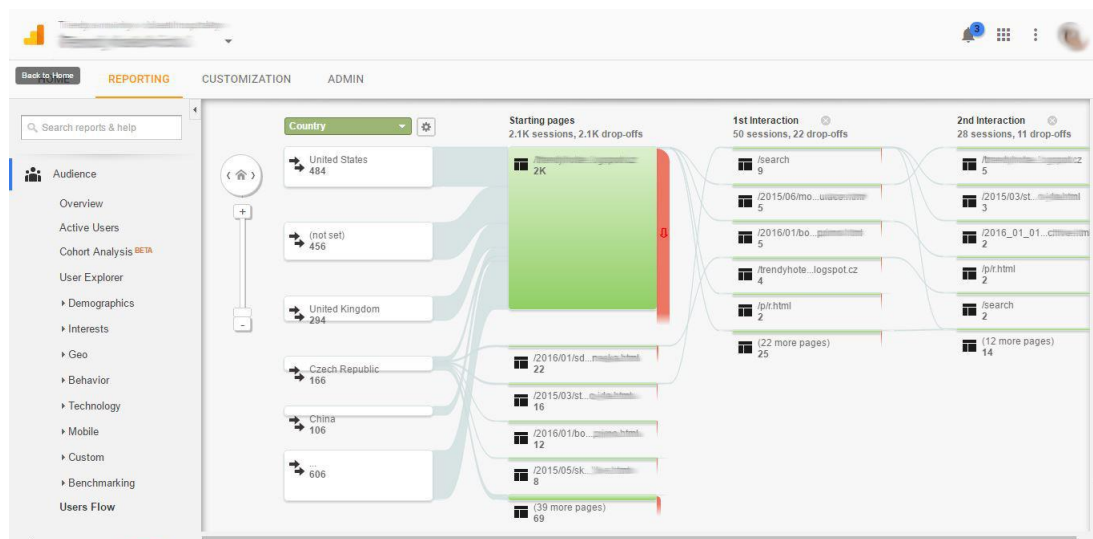 3
Back to Home
REPORTING
CUSTOMIZATION
ADMIN
Search reports & help
Audience
Overview
Active Users
Cohort Analysis BETA
User Explorer
Demographics
Interests
Geo
Behavior
Technology
Mobile
Custom
Benchmarking
Users Flow
Country
United States
484
(not set)
456
United Kingdom
294
Czech Republic
166
China
106
...
606
Starting pages
2.1K sessions, 2.1K drop-offs
2K
/2016/01/sd...
22
/2015/03/st...
16
/2016/01/bo...
12
/2015/05/sk...
8
(39 more pages)
69
1st Interaction
50 sessions, 22 drop-offs
/search
9
/2015/06/mo...
5
/2016/01/bo...
5
/trendyhote...logspot.cz
4
/p/r.html
2
(22 more pages)
25
2nd Interaction
28 sessions, 11 drop-offs
5
/2015/03/st...
3
/2016_01_01...
2
/p/r.html
2
/search
2
(12 more pages)
14